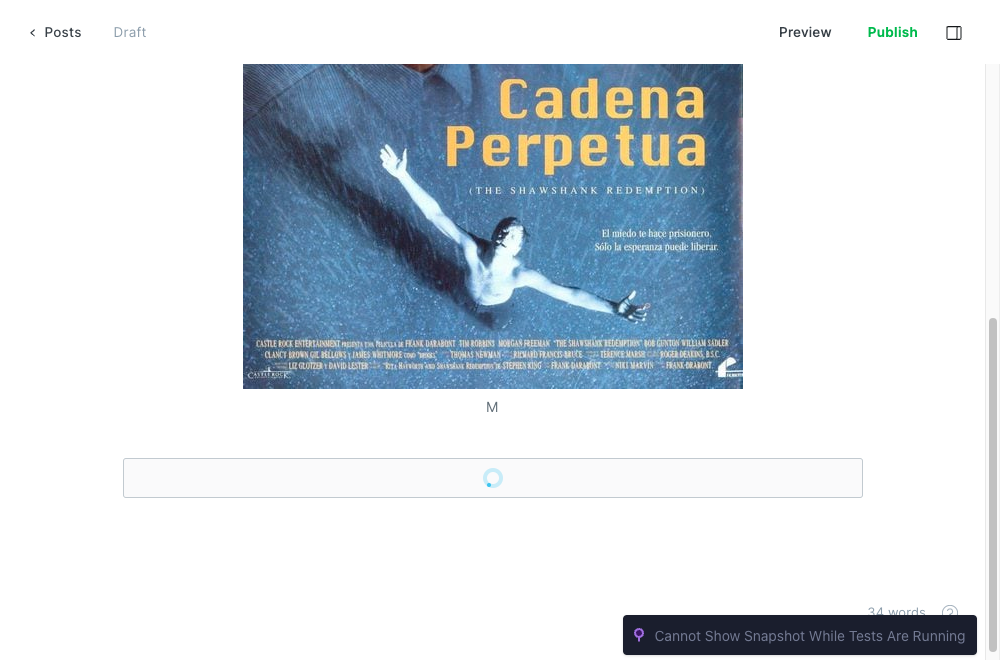 Posts
Draft
Preview
Publish
Cadena
Perpetua
(THE SHAWSHANK REDEMPTION)
El miedo te hace prisionero.
Sólo la esperanza puede liberar.
CASTLE ROCK ENTERTAINMENT PRESENTA UNA PELICULA DE FRANK DARABONT TIM ROBBINS MORGAN FREEMAN "THE SHAWSHANK REDEMPTION" BOB GUNTON WILLIAM SADLER
CLANCY BROWN GIL BELLOWS Y JAMES WHITMORE COMO "BROOKS" THOMAS NEWMAN RICHARD FRANCIS-BRUCE TERENCE MARSH ROGER DEAKINS, B.S.C.
LIZ GLOTZER Y DAVID LESTER "RITA HAYWORTH AND SHAWSHANK REDEMPTION" DE STEPHEN KING FRANK DARABONT NIKI MARVIN FRANK DRABONT
CASTLE ROCK
M
34 words
Cannot Show Snapshot While Tests Are Running